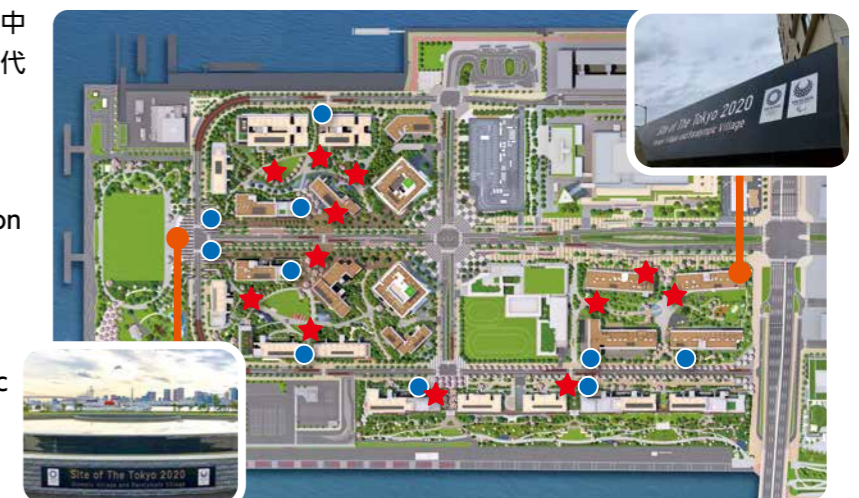 中
代
on
c
Site of The Tokyo 2020
Olympic Village and Paralympic Village
Site of The Tokyo 2020
Olympic Village and Paralympic Village